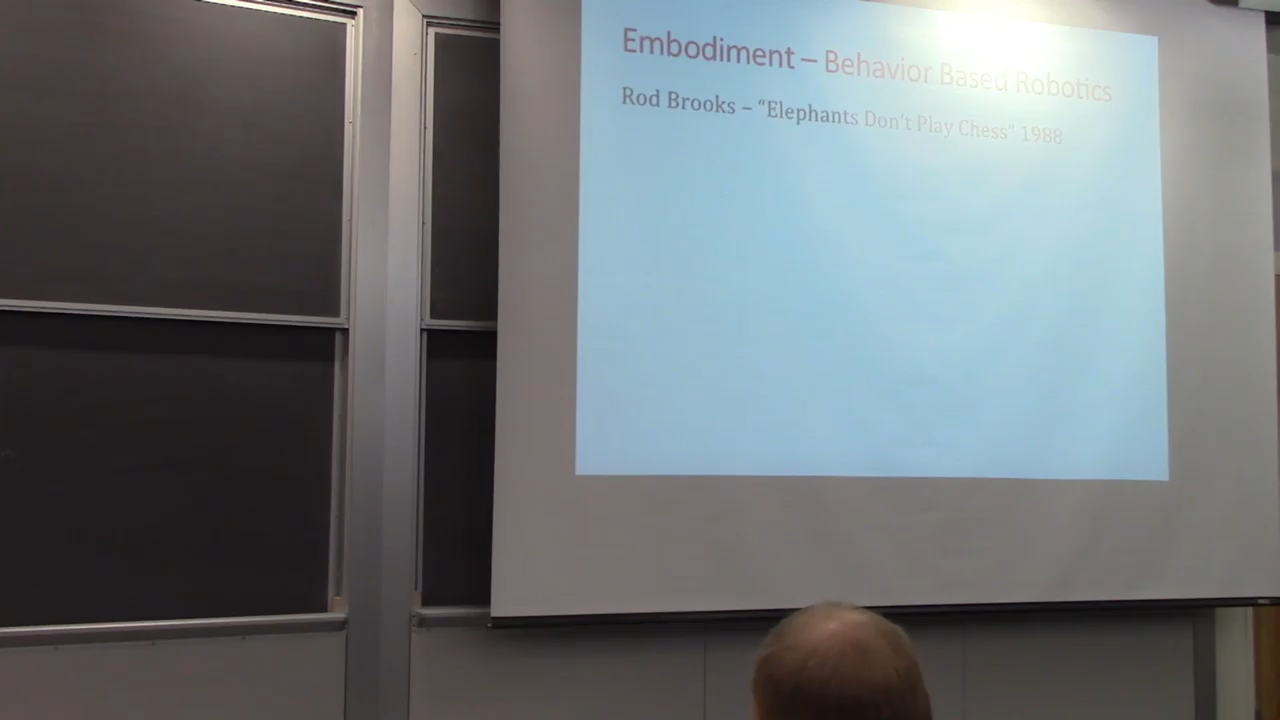 Embodiment – Behavior Based Robotics
Rod Brooks – “Elephants Don’t Play Chess” 1988